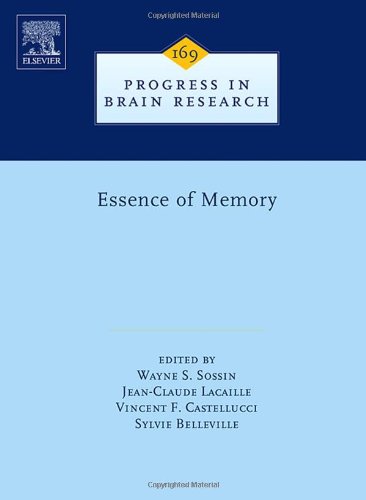 169
ELSEVIER
PROGRESS IN
BRAIN RESEARCH
Essence of Memory
EDITED BY
WAYNE S. SOSSIN
JEAN-CLAUDE LACAILLE
VINCENT F. CASTELLUCCI
SYLVIE BELLEVILLE